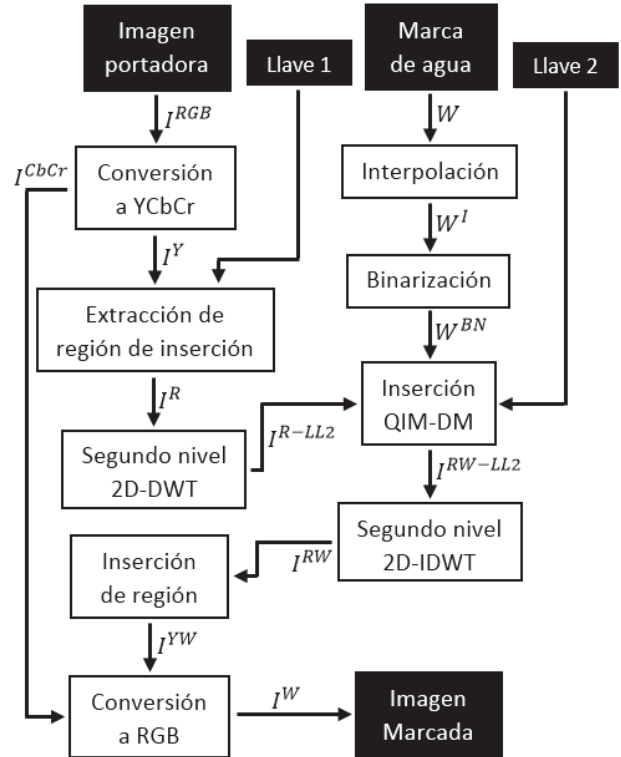 Imagen
portadora
Llave 1
Marca
de agua
Llave 2
I^{RGB}
W
I^{CbCr}
Conversión
a YCbCr
Interpolación
I^{Y}
W^{I}
Extracción de
región de inserción
Binarización
W^{BN}
I^{R}
Inserción
QIM-DM
I^{R-LL2}
Segundo nivel
2D-DWT
I^{RW-LL2}
Segundo nivel
2D-IDWT
I^{RW}
Inserción
de región
I^{YW}
Conversión
a RGB
I^{W}
Imagen
Marcada